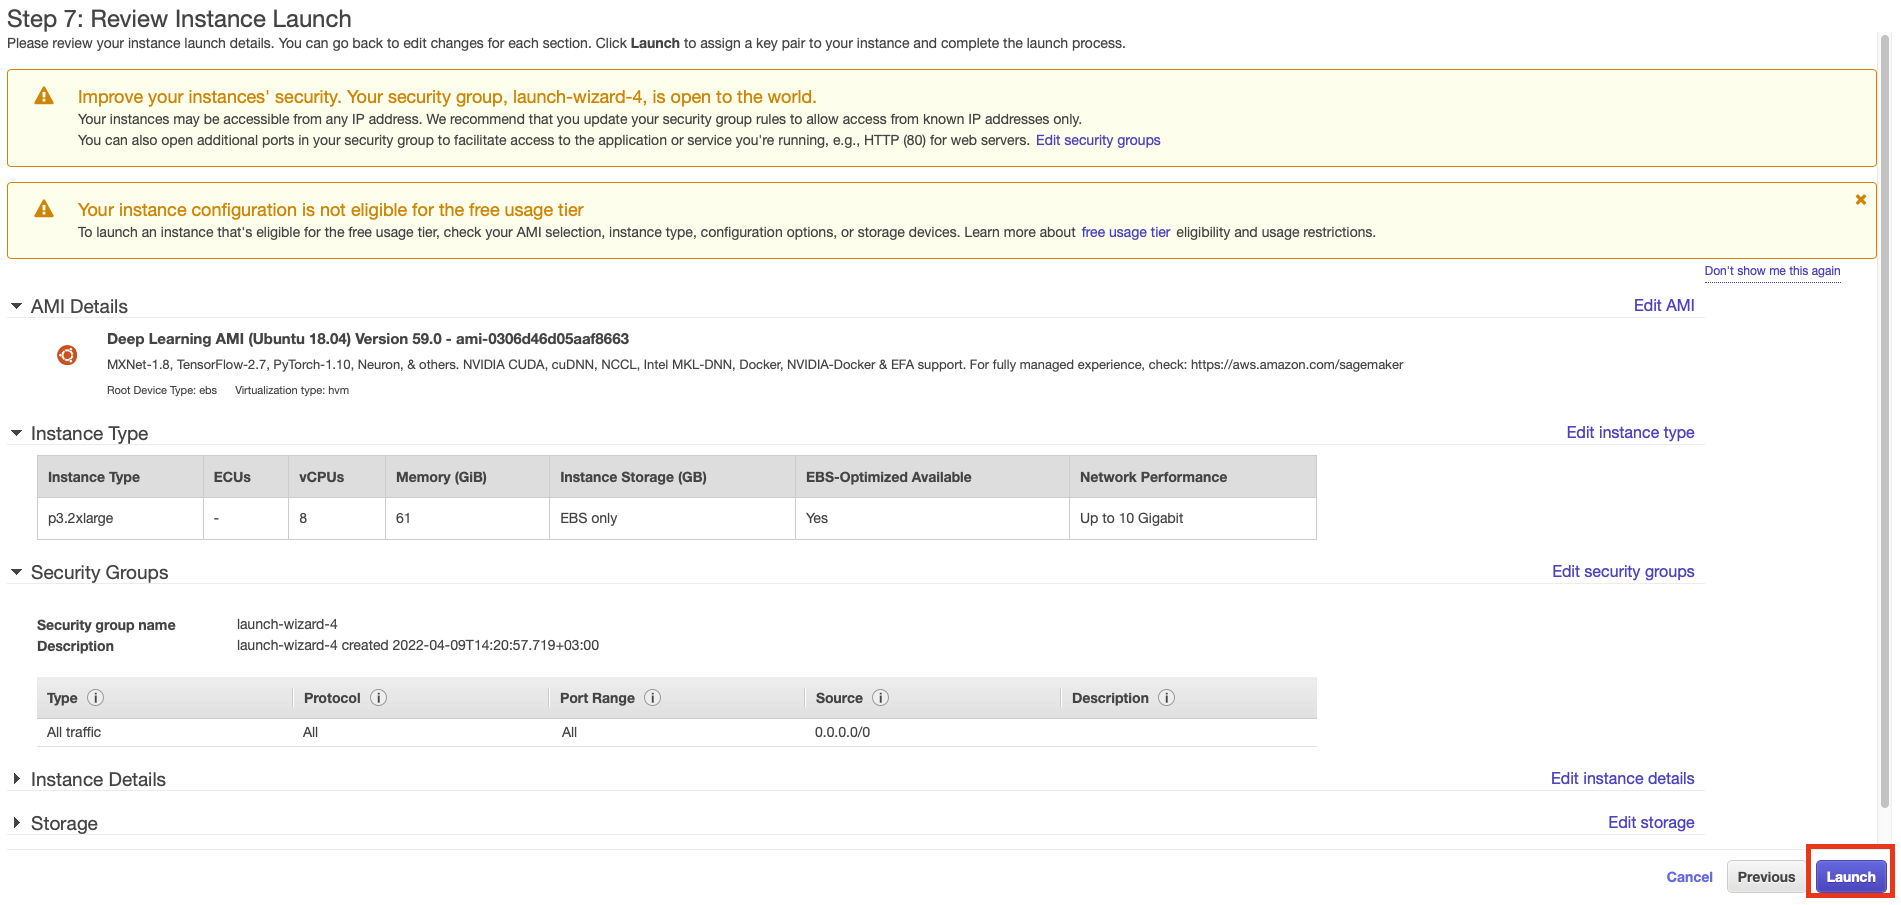 Step 7: Review Instance Launch
Please review your instance launch details. You can go back to edit changes for each section. Click Launch to assign a key pair to your instance and complete the launch process.
Improve your instances' security. Your security group, launch-wizard-4, is open to the world.
Your instances may be accessible from any IP address. We recommend that you update your security group rules to allow access from known IP addresses only.
You can also open additional ports in your security group to facilitate access to the application or service you're running, e.g., HTTP (80) for web servers. Edit security groups
Your instance configuration is not eligible for the free usage tier
To launch an instance that's eligible for the free usage tier, check your AMI selection, instance type, configuration options, or storage devices. Learn more about free usage tier eligibility and usage restrictions.
Don't show me this again
AMI Details Edit AMI
Deep Learning AMI (Ubuntu 18.04) Version 59.0 - ami-0306d46d05aaf8663
MXNet-1.8, TensorFlow-2.7, PyTorch-1.10, Neuron, & others. NVIDIA CUDA, cuDNN, NCCL, Intel MKL-DNN, Docker, NVIDIA-Docker & EFA support. For fully managed experience, check: https://aws.amazon.com/sagemaker
Root Device Type: ebs Virtualization type: hvm
Instance Type Edit instance type
Instance Type ECUs vCPUs Memory (GiB) Instance Storage (GB) EBS-Optimized Available Network Performance
p3.2xlarge - 8 61 EBS only Yes Up to 10 Gigabit
Security Groups Edit security groups
Security group name launch-wizard-4
Description launch-wizard-4 created 2022-04-09T14:20:57.719+03:00
Type i Protocol i Port Range i Source i Description i
All traffic All All 0.0.0.0/0
Instance Details Edit instance details
Storage Edit storage
Cancel Previous Launch